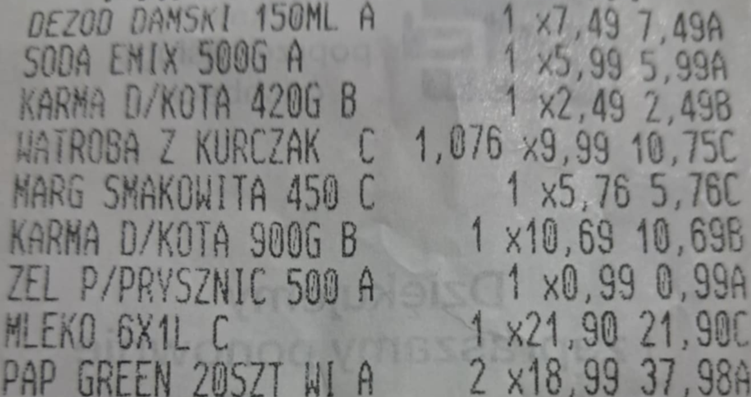 DEZOD DAMSKI 150ML A 1 x7,49 7,49A
SODA EMIX 500G A 1 x5,99 5,99A
KARMA D/KOTA 420G B 1 x2,49 2,49B
WATROBA Z KURCZAK C 1,076 x9,99 10,75C
MARG SMAKOWITA 450 C 1 x5,76 5,76C
KARMA D/KOTA 900G B 1 x10,69 10,69B
ZEL P/PRYSZNIC 500 A 1 x0,99 0,99A
MLEKO 6X1L C 1 x21,90 21,90C
PAP GREEN 20SZT WI A 2 x18,99 37,98A